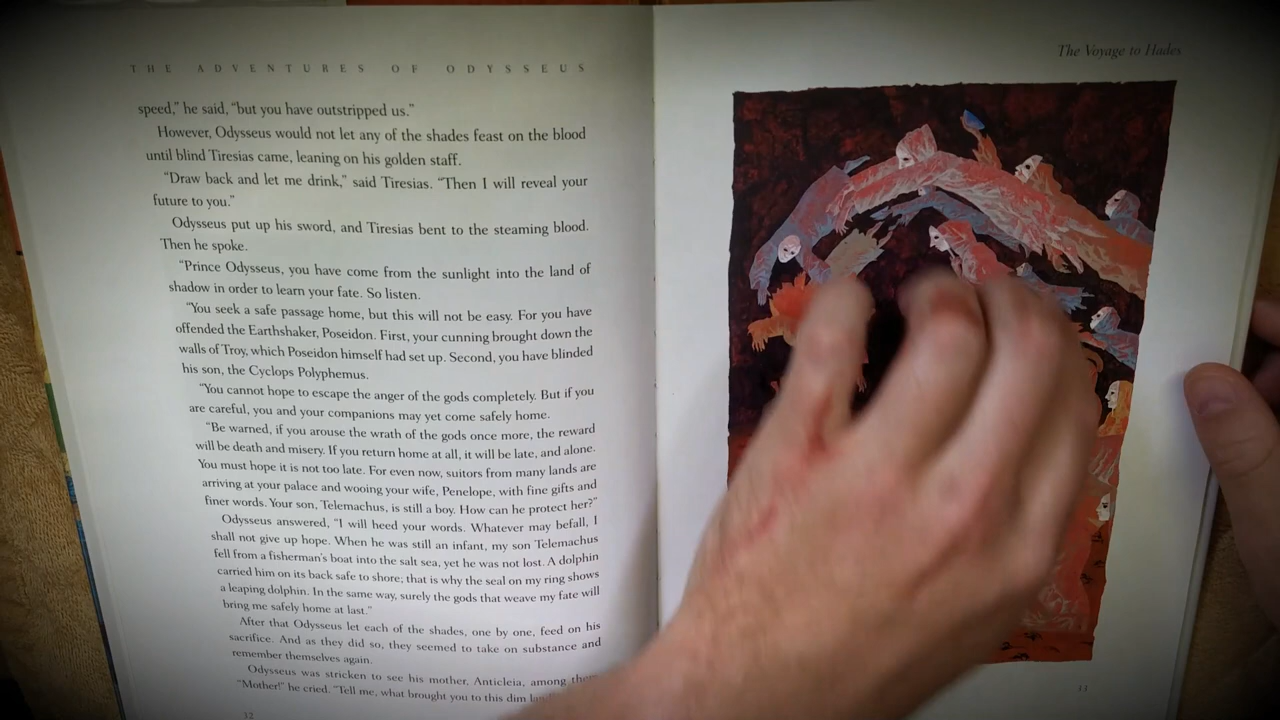 THE ADVENTURES OF ODYSSEUS
speed,” he said, “but you have outstripped us.”
However, Odysseus would not let any of the shades feast on the blood
until blind Tiresias came, leaning on his golden staff.
“Draw back and let me drink,” said Tiresias. “Then I will reveal your
future to you.”
Odysseus put up his sword, and Tiresias bent to the steaming blood.
Then he spoke.
“Prince Odysseus, you have come from the sunlight into the land of
shadow in order to learn your fate. So listen.
“You seek a safe passage home, but this will not be easy. For you have
offended the Earthshaker, Poseidon. First, your cunning brought down the
walls of Troy, which Poseidon himself had set up. Second, you have blinded
his son, the Cyclops Polyphemus.
“You cannot hope to escape the anger of the gods completely. But if you
are careful, you and your companions may yet come safely home.
“Be warned, if you arouse the wrath of the gods once more, the reward
will be death and misery. If you return home at all, it will be late, and alone.
You must hope it is not too late. For even now, suitors from many lands are
arriving at your palace and wooing your wife, Penelope, with fine gifts and
finer words. Your son, Telemachus, is still a boy. How can he protect her?”
Odysseus answered, “I will heed your words. Whatever may befall, I
shall not give up hope. When he was still an infant, my son Telemachus
fell from a fisherman’s boat into the salt sea, yet he was not lost. A dolphin
carried him on its back safe to shore; that is why the seal on my ring shows
a leaping dolphin. In the same way, surely the gods that weave my fate will
bring me safely home at last.”
After that Odysseus let each of the shades, one by one, feed on his
sacrifice. And as they did so, they seemed to take on substance and
remember themselves again.
Odysseus was stricken to see his mother, Anticleia, among
“Mother!” he cried. “Tell me, what brought you to this dim
32
The Voyage to Hades
33